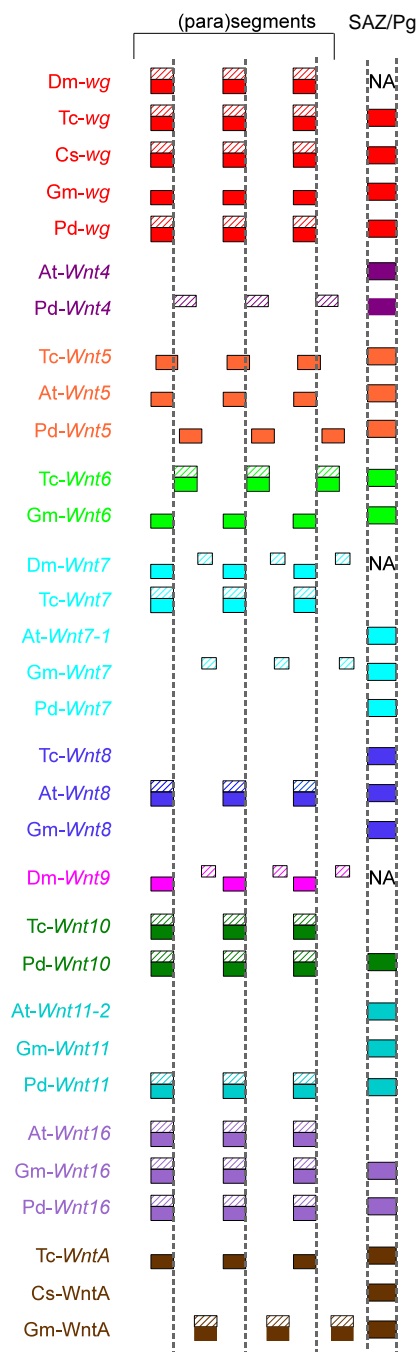 (para)segments SAZ/Pg
Dm-wg NA
Tc-wg
Cs-wg
Gm-wg
Pd-wg
At-Wnt4
Pd-Wnt4
Tc-Wnt5
At-Wnt5
Pd-Wnt5
Tc-Wnt6
Gm-Wnt6
Dm-Wnt7 NA
Tc-Wnt7
At-Wnt7-1
Gm-Wnt7
Pd-Wnt7
Tc-Wnt8
At-Wnt8
Gm-Wnt8
Dm-Wnt9 NA
Tc-Wnt10
Pd-Wnt10
At-Wnt11-2
Gm-Wnt11
Pd-Wnt11
At-Wnt16
Gm-Wnt16
Pd-Wnt16
Tc-WntA
Cs-WntA
Gm-WntA